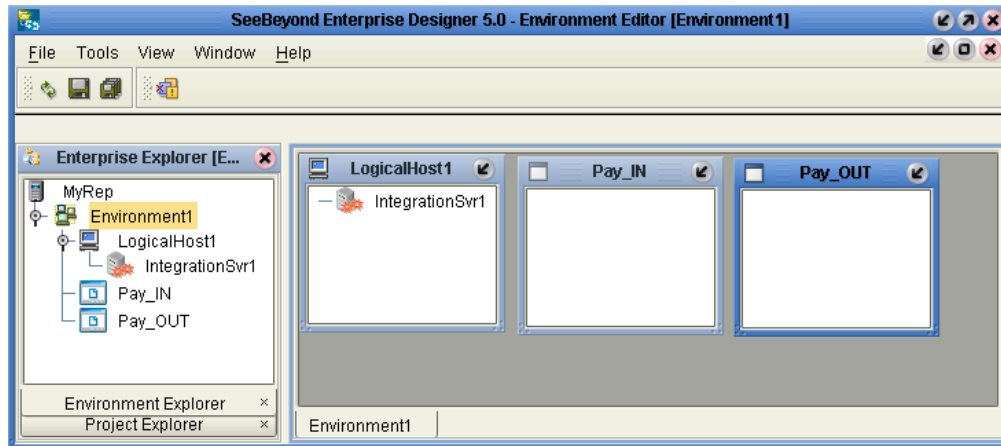 SeeBeyond Enterprise Designer 5.0 - Environment Editor [Environment1]
File Tools View Window Help
Enterprise Explorer [E...
MyRep
Environment1
LogicalHost1
IntegrationSvr1
Pay_IN
Pay_OUT
Environment Explorer ×
Project Explorer ×
LogicalHost1
IntegrationSvr1
Pay_IN
Pay_OUT
Environment1